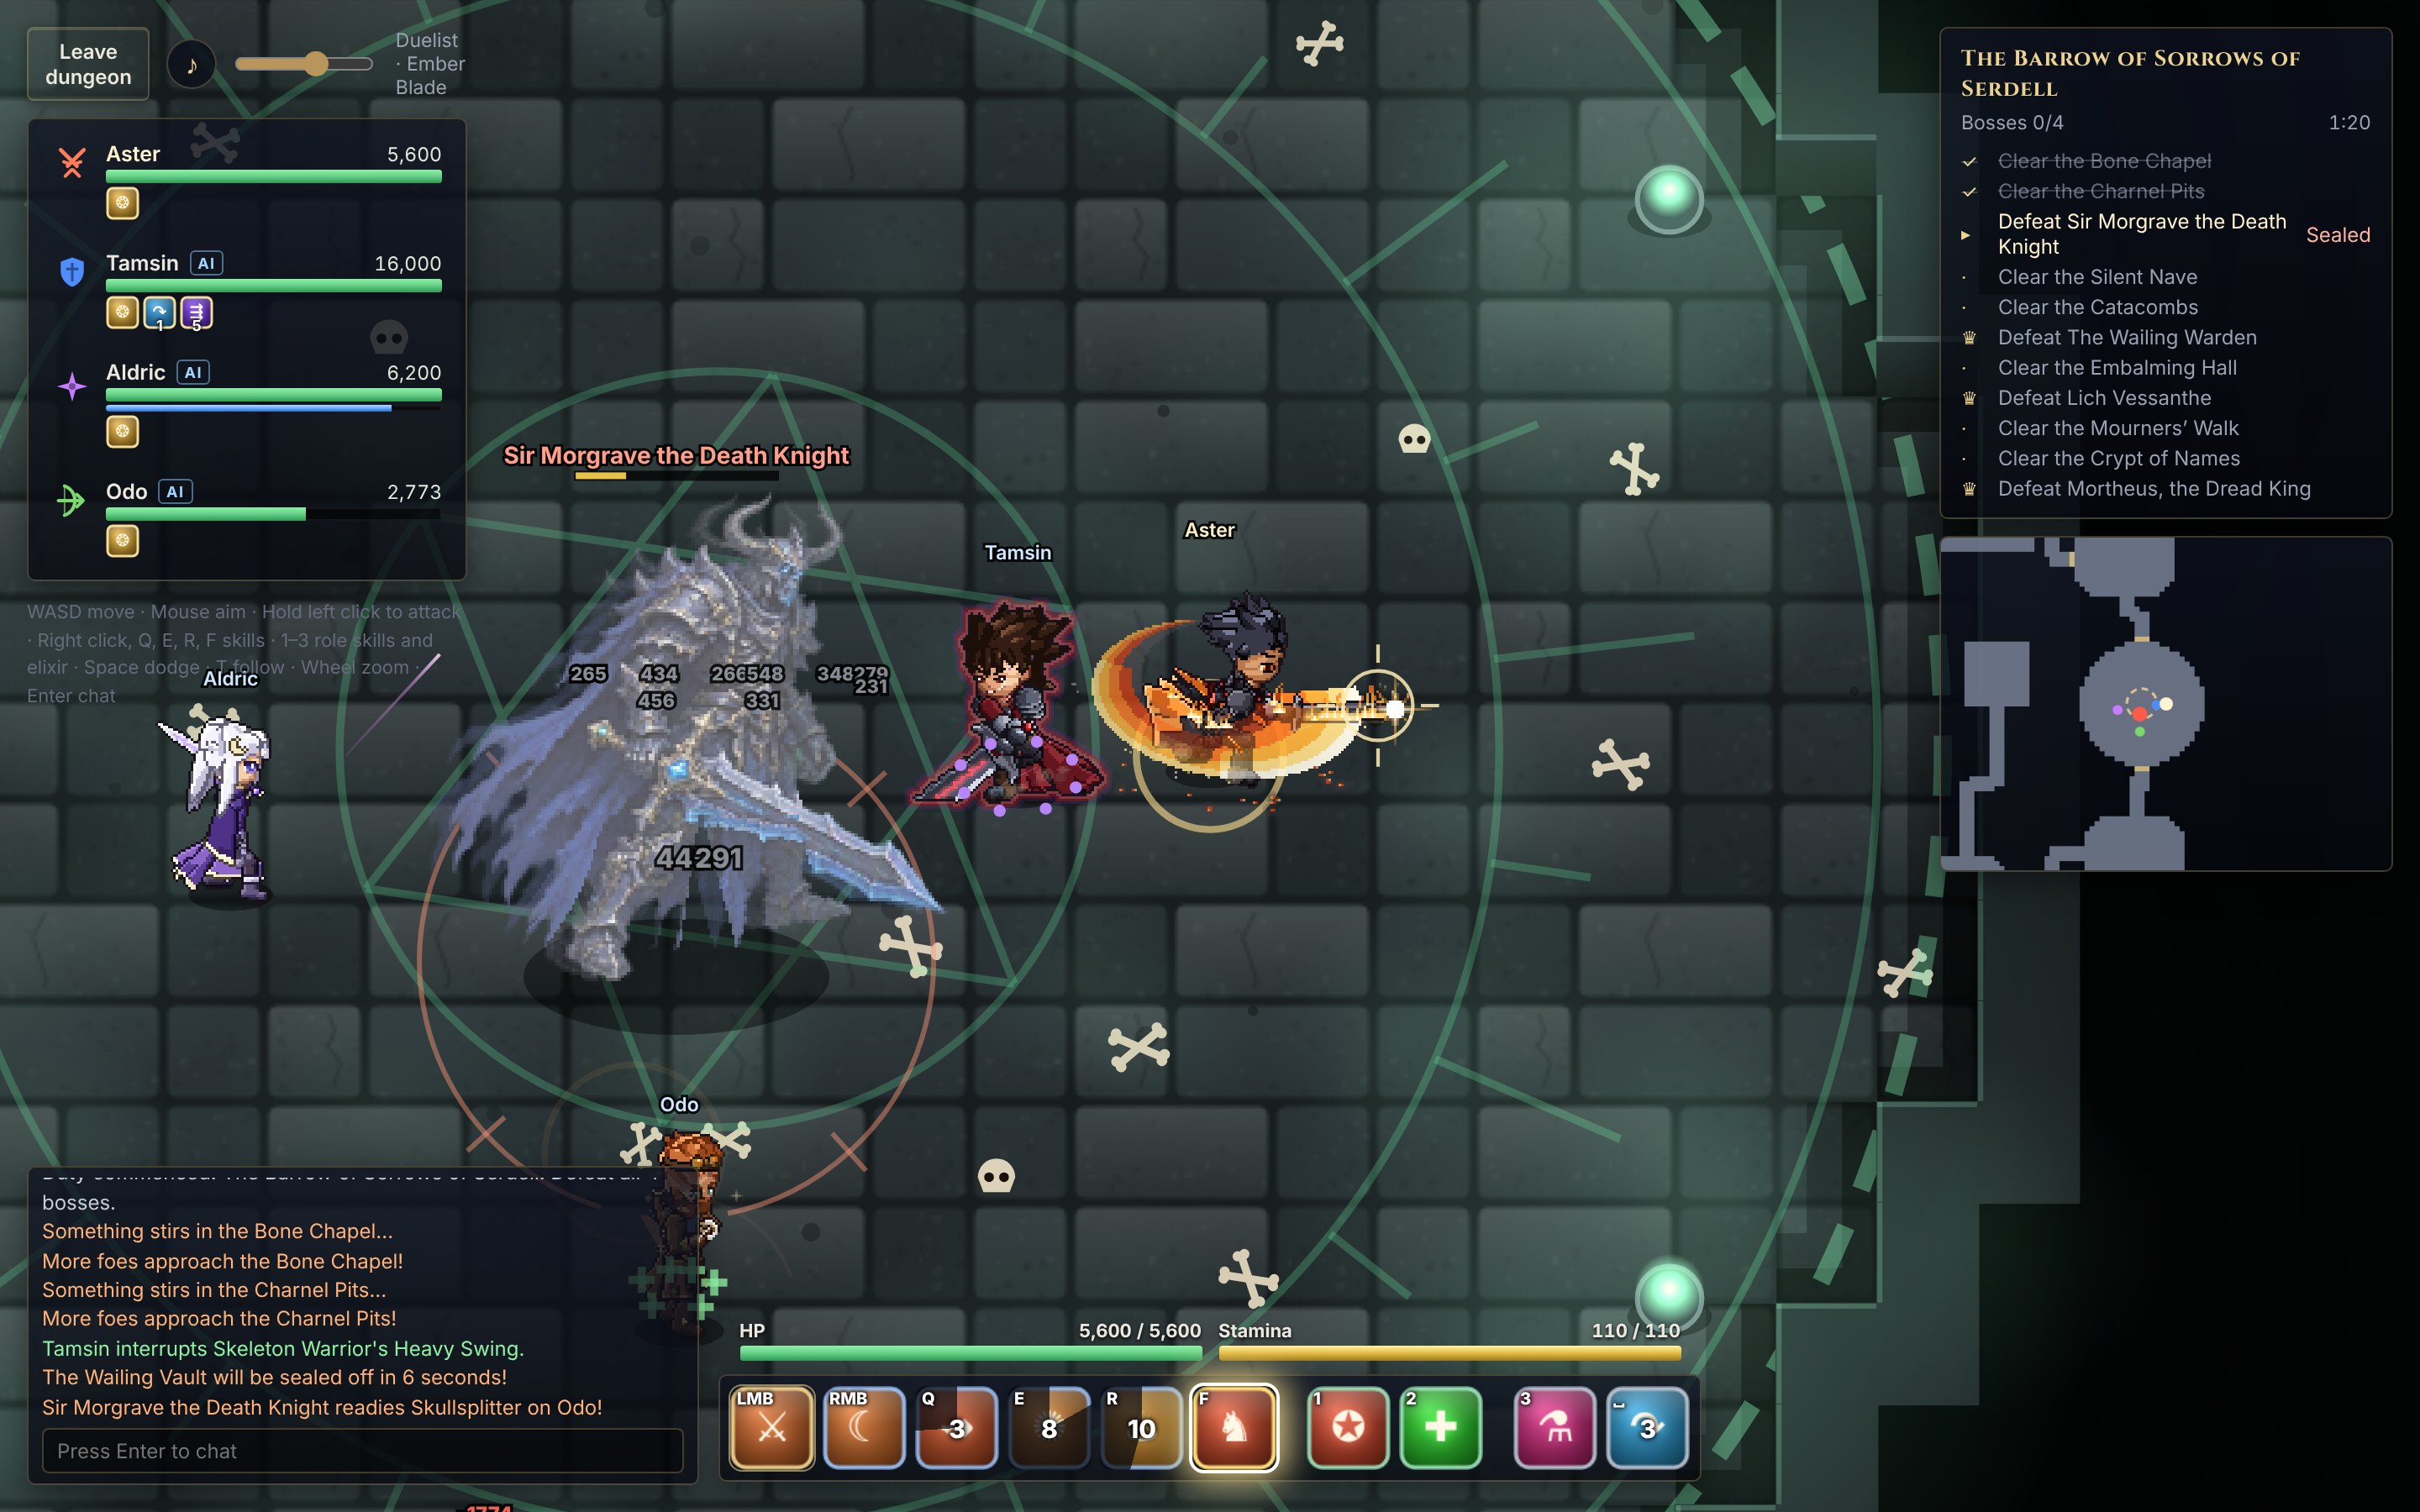 Leave
dungeon
Duelist
· Ember
Blade
Aster 5,600
Tamsin AI 16,000
1 5
Aldric AI 6,200
Odo AI 2,773
WASD move · Mouse aim · Hold left click to attack
· Right click, Q, E, R, F skills · 1–3 role skills and
elixir · Space dodge · T follow · Wheel zoom ·
Enter chat
The Barrow of Sorrows of
Serdell
Bosses 0/4 1:20
Clear the Bone Chapel
Clear the Charnel Pits
Defeat Sir Morgrave the Death
Knight
Sealed
Clear the Silent Nave
Clear the Catacombs
Defeat The Wailing Warden
Clear the Embalming Hall
Defeat Lich Vessanthe
Clear the Mourners’ Walk
Clear the Crypt of Names
Defeat Mortheus, the Dread King
Sir Morgrave the Death Knight
Tamsin
Aster
Aldric
265 434 266 548 348 279
231
456 331
44 291
Odo
bosses.
Something stirs in the Bone Chapel...
More foes approach the Bone Chapel!
Something stirs in the Charnel Pits...
More foes approach the Charnel Pits!
Tamsin interrupts Skeleton Warrior's Heavy Swing.
The Wailing Vault will be sealed off in 6 seconds!
Sir Morgrave the Death Knight readies Skullsplitter on Odo!
Press Enter to chat
HP 5,600 / 5,600 Stamina 110 / 110
LMB RMB Q E R F 1 2 3
3 8 10 3